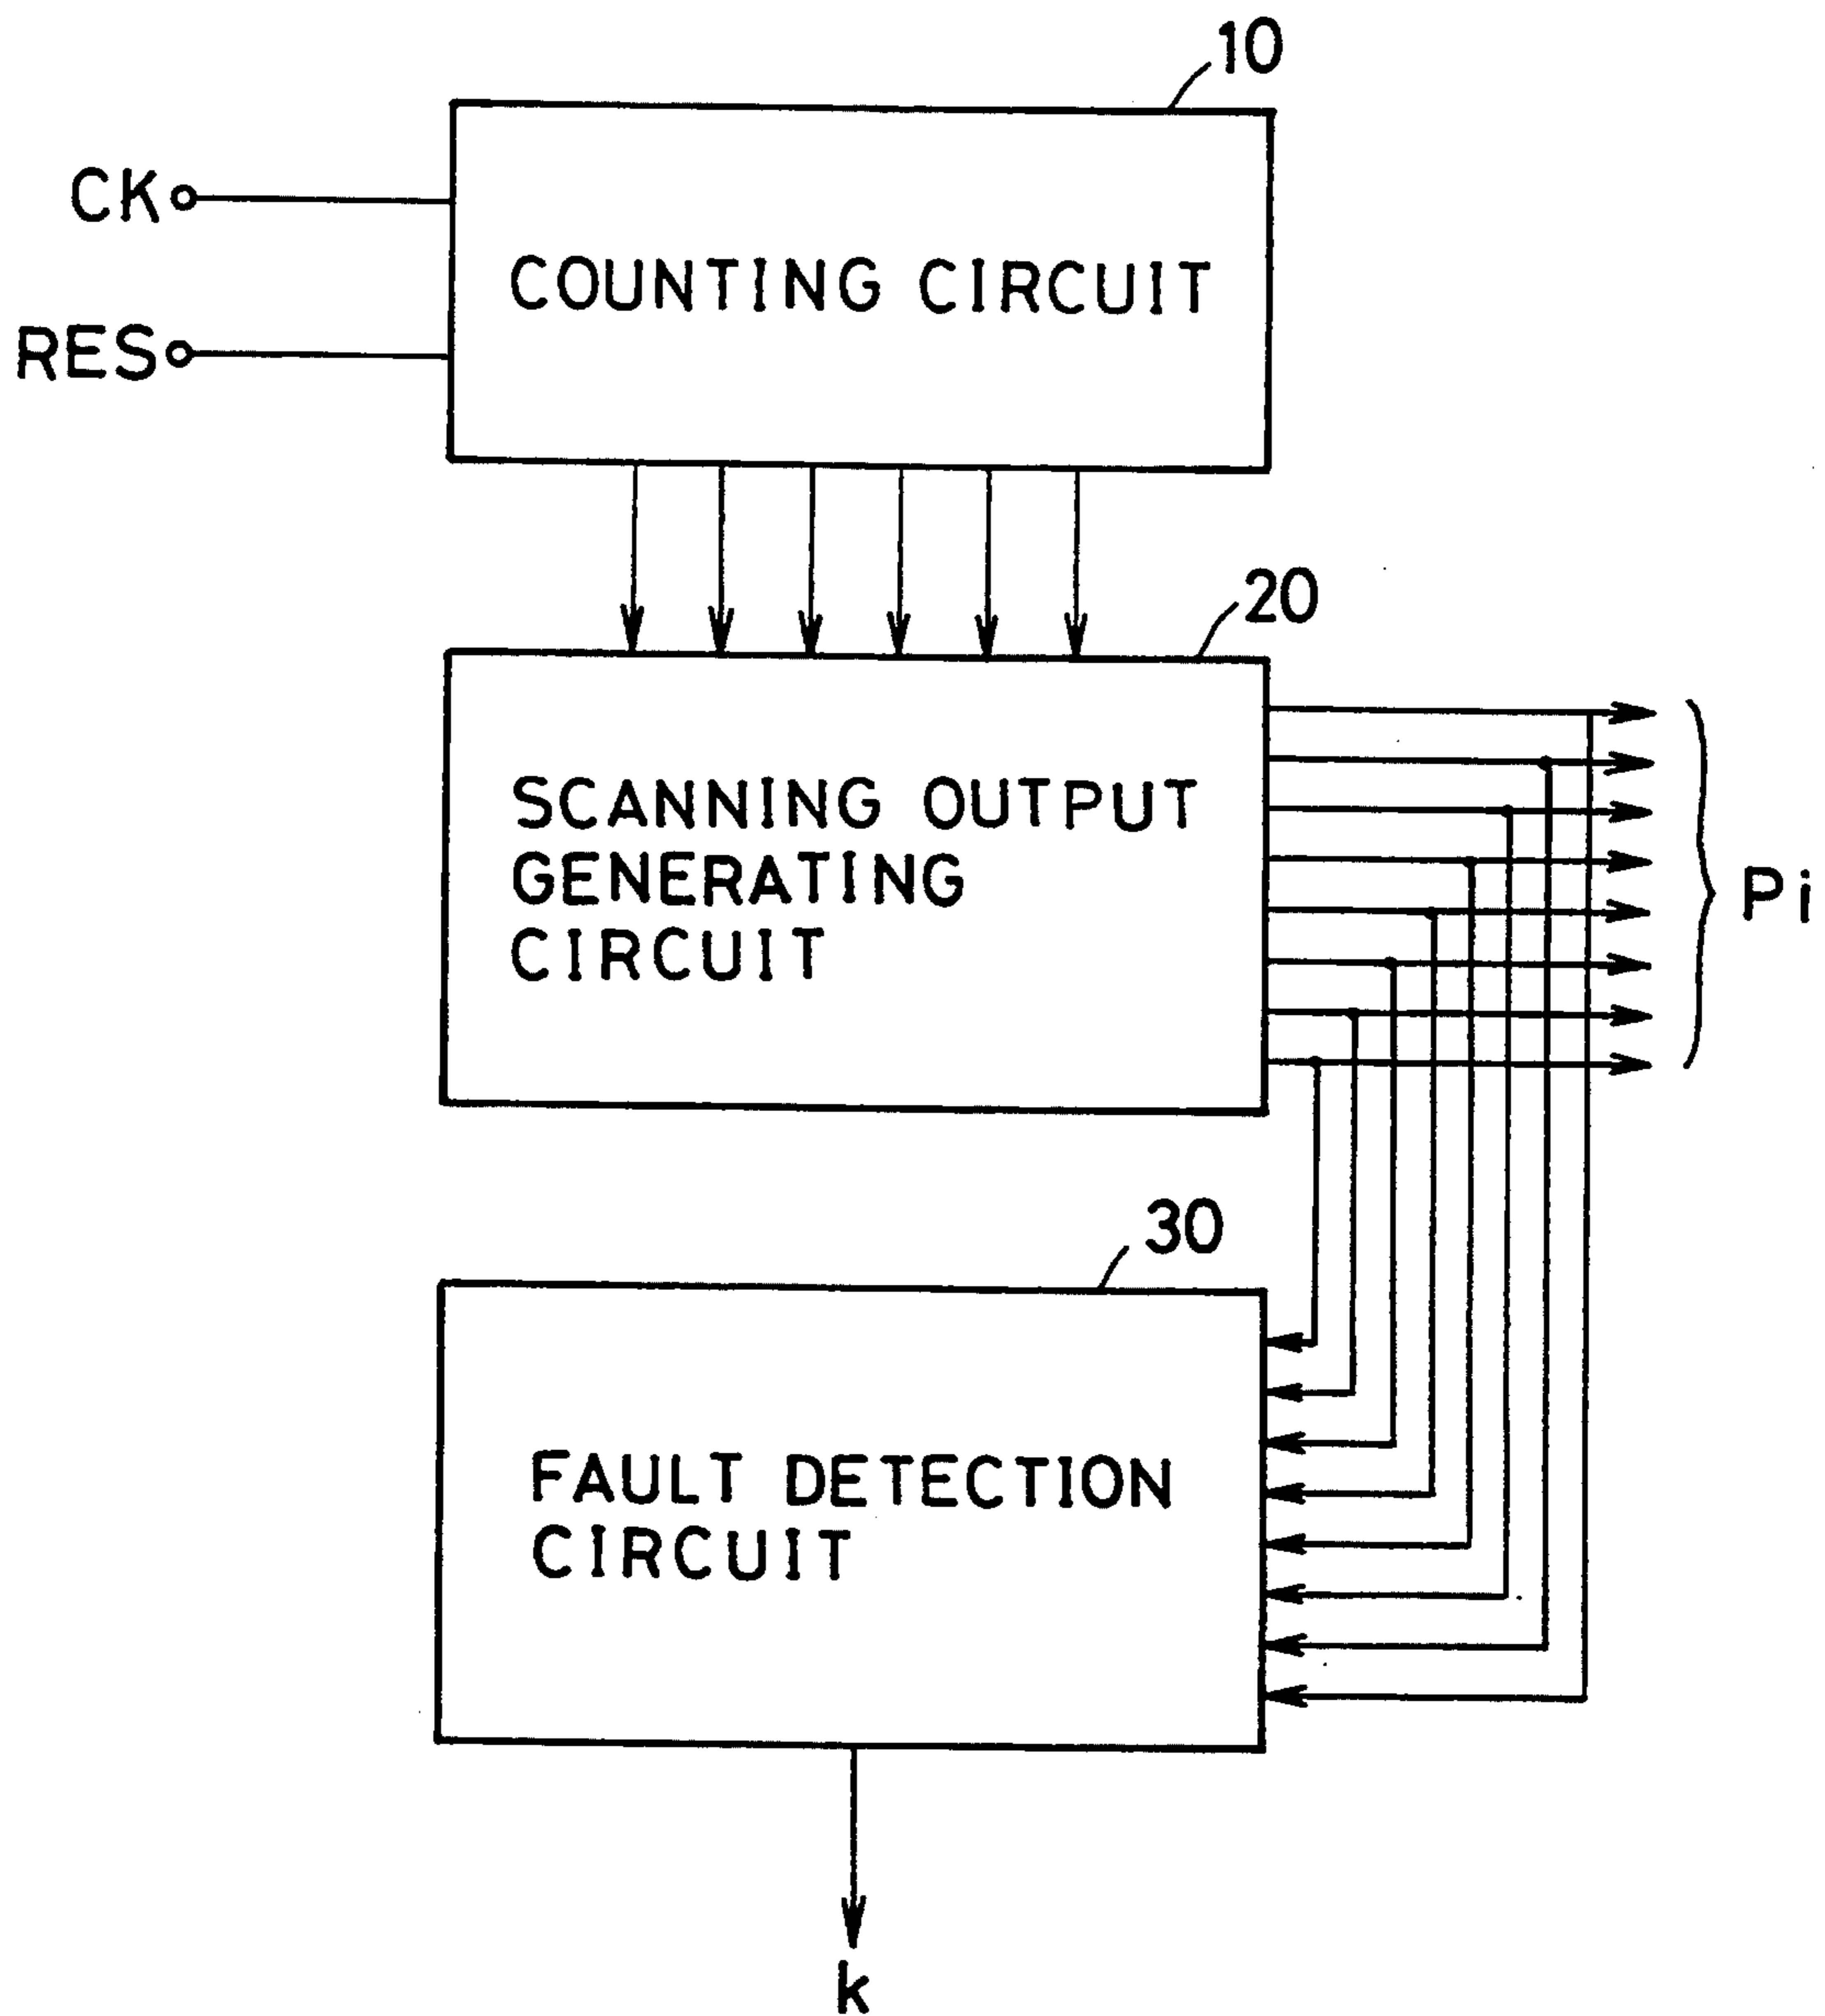 10
CK
COUNTING CIRCUIT
RES
20
SCANNING OUTPUT
GENERATING
CIRCUIT
Pi
30
FAULT DETECTION
CIRCUIT
k